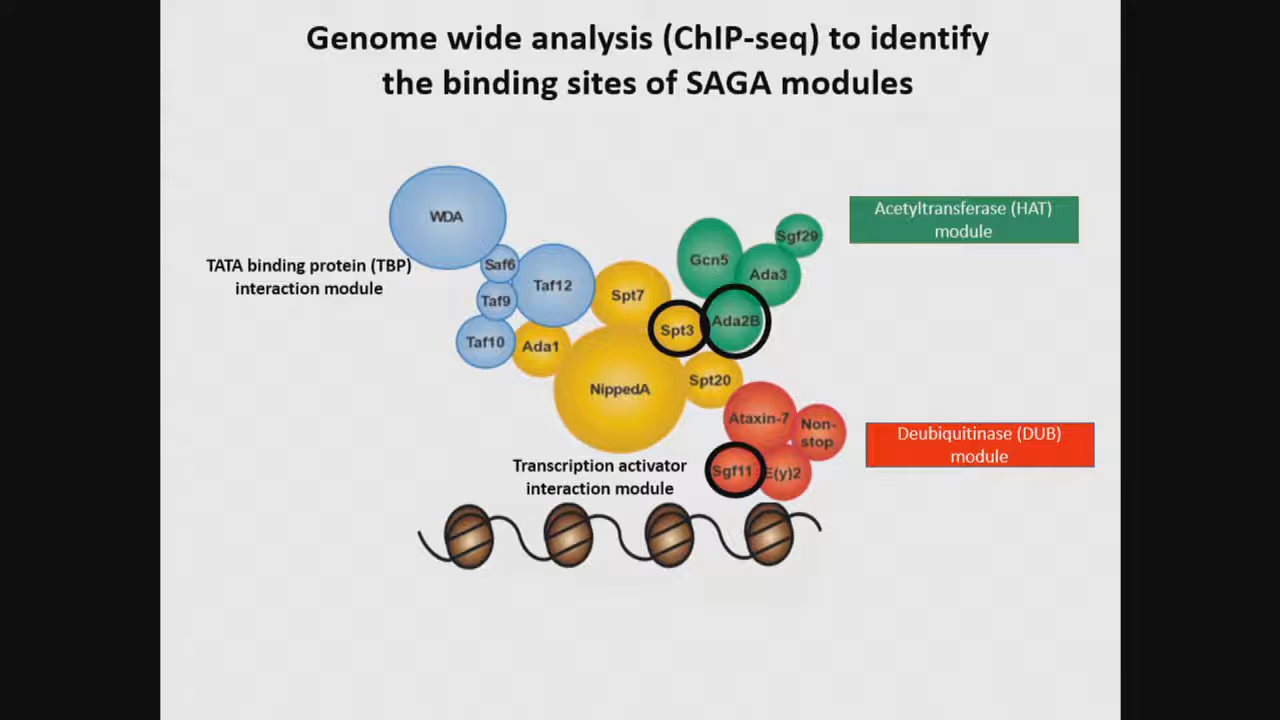 Genome wide analysis (ChIP-seq) to identify
the binding sites of SAGA modules
WDA
Saf6
Taf9
Taf10
Taf12
Ada1
Spt7
NippedA
Spt3
Spt20
Gcn5
Sgf29
Ada3
Ada2B
Ataxin-7
Non-
stop
Sgf11
E(y)2
TATA binding protein (TBP)
interaction module
Acetyltransferase (HAT)
module
Deubiquitinase (DUB)
module
Transcription activator
interaction module